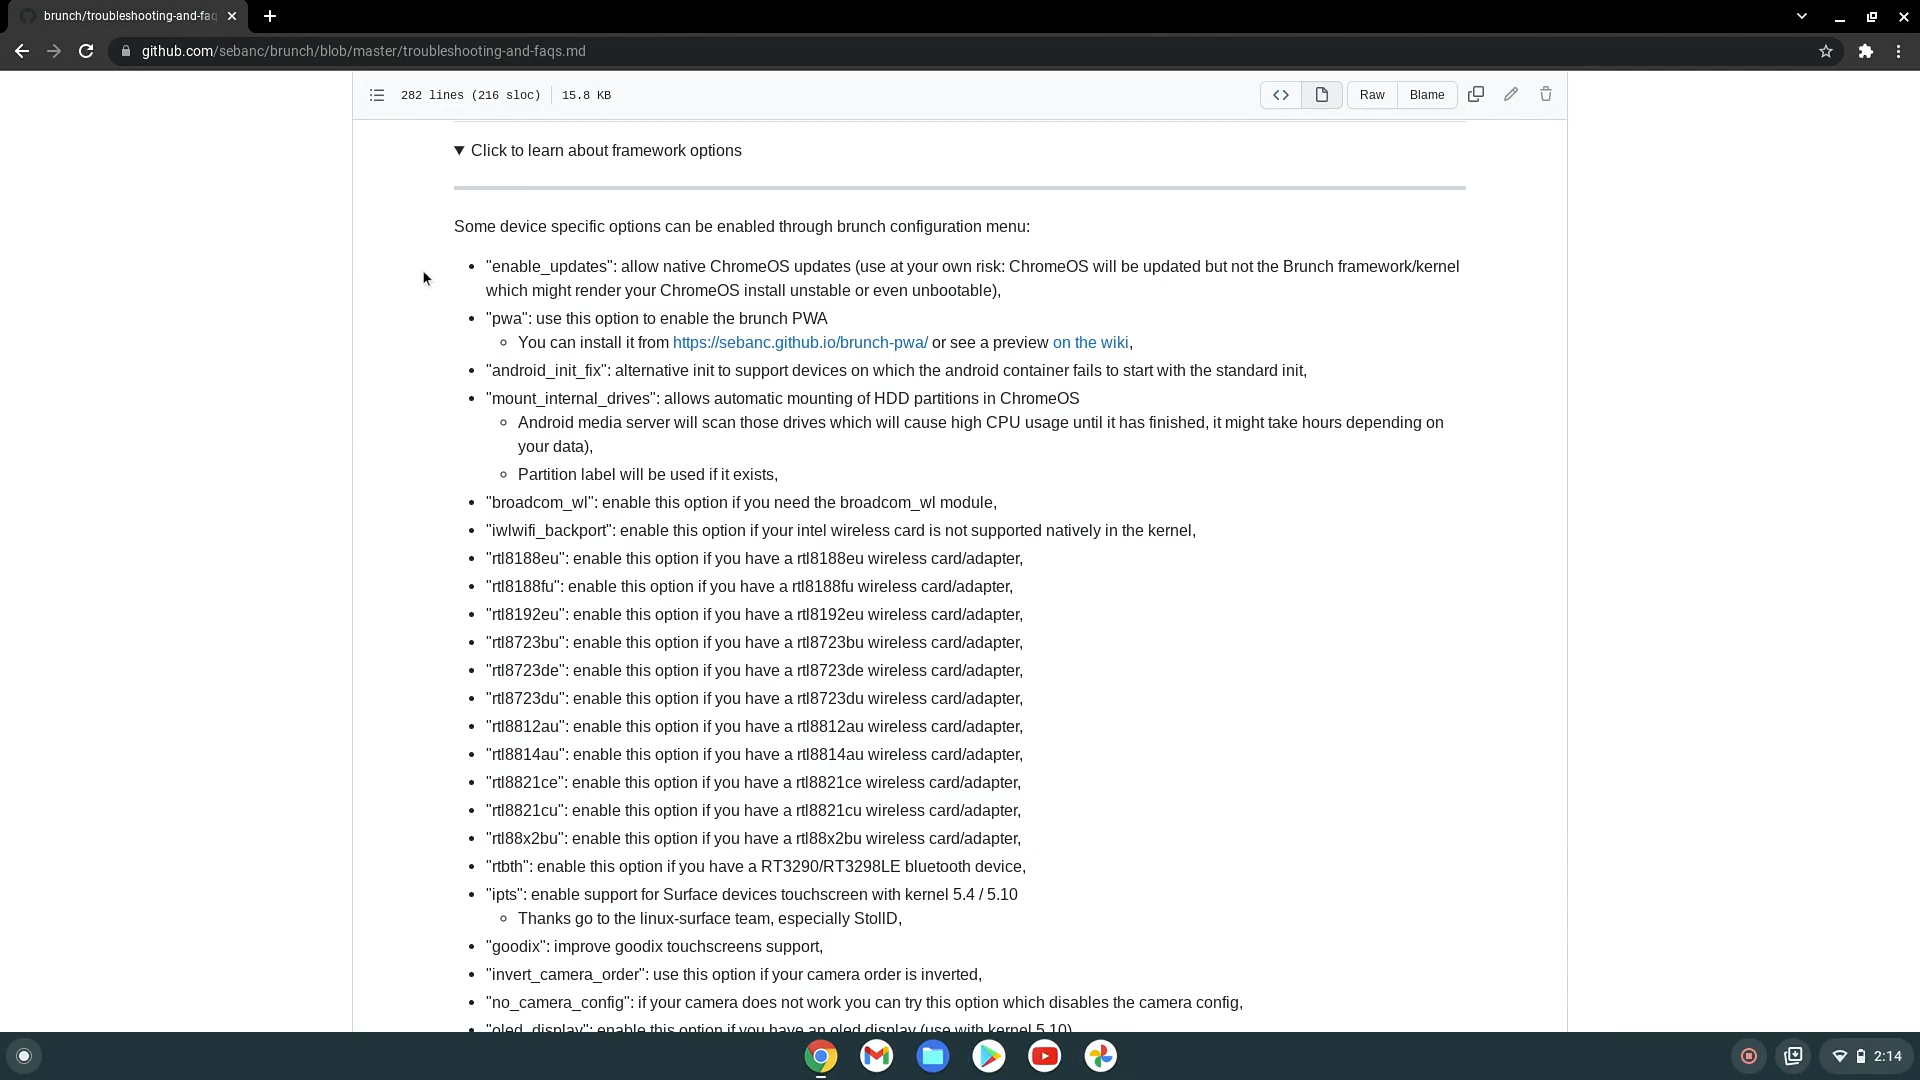 brunch/troubleshooting-and-faq
github.com/sebanc/brunch/blob/master/troubleshooting-and-faqs.md
282 lines (216 sloc) 15.8 KB
Raw Blame
Click to learn about framework options
Some device specific options can be enabled through brunch configuration menu:
"enable_updates": allow native ChromeOS updates (use at your own risk: ChromeOS will be updated but not the Brunch framework/kernel
which might render your ChromeOS install unstable or even unbootable),
"pwa": use this option to enable the brunch PWA
You can install it from https://sebanc.github.io/brunch-pwa/ or see a preview on the wiki,
"android_init_fix": alternative init to support devices on which the android container fails to start with the standard init,
"mount_internal_drives": allows automatic mounting of HDD partitions in ChromeOS
Android media server will scan those drives which will cause high CPU usage until it has finished, it might take hours depending on
your data),
Partition label will be used if it exists,
"broadcom_wl": enable this option if you need the broadcom_wl module,
"iwlwifi_backport": enable this option if your intel wireless card is not supported natively in the kernel,
"rtl8188eu": enable this option if you have a rtl8188eu wireless card/adapter,
"rtl8188fu": enable this option if you have a rtl8188fu wireless card/adapter,
"rtl8192eu": enable this option if you have a rtl8192eu wireless card/adapter,
"rtl8723bu": enable this option if you have a rtl8723bu wireless card/adapter,
"rtl8723de": enable this option if you have a rtl8723de wireless card/adapter,
"rtl8723du": enable this option if you have a rtl8723du wireless card/adapter,
"rtl8812au": enable this option if you have a rtl8812au wireless card/adapter,
"rtl8814au": enable this option if you have a rtl8814au wireless card/adapter,
"rtl8821ce": enable this option if you have a rtl8821ce wireless card/adapter,
"rtl8821cu": enable this option if you have a rtl8821cu wireless card/adapter,
"rtl88x2bu": enable this option if you have a rtl88x2bu wireless card/adapter,
"rtbth": enable this option if you have a RT3290/RT3298LE bluetooth device,
"ipts": enable support for Surface devices touchscreen with kernel 5.4 / 5.10
Thanks go to the linux-surface team, especially StollD,
"goodix": improve goodix touchscreens support,
"invert_camera_order": use this option if your camera order is inverted,
"no_camera_config": if your camera does not work you can try this option which disables the camera config,
"oled_display": enable this option if you have an oled display (use with kernel 5.10)
2:14